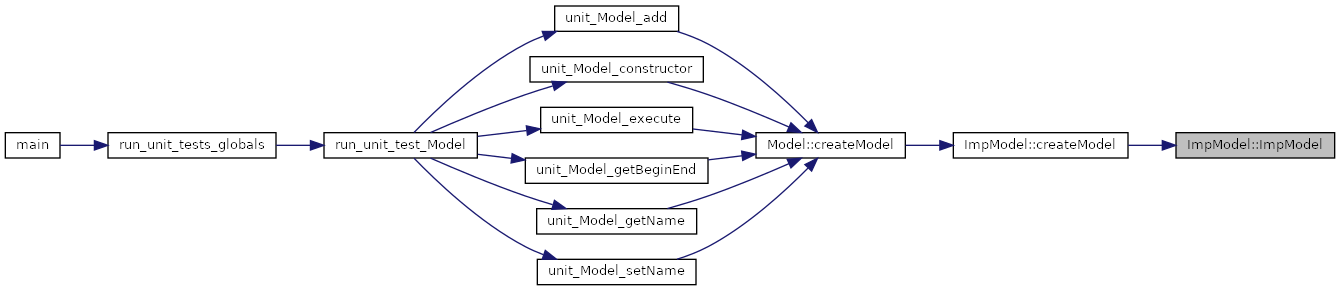 main
run_unit_tests_globals
run_unit_test_Model
unit_Model_add
unit_Model_constructor
unit_Model_execute
unit_Model_getBeginEnd
unit_Model_getName
unit_Model_setName
Model::createModel
ImpModel::createModel
ImpModel::ImpModel